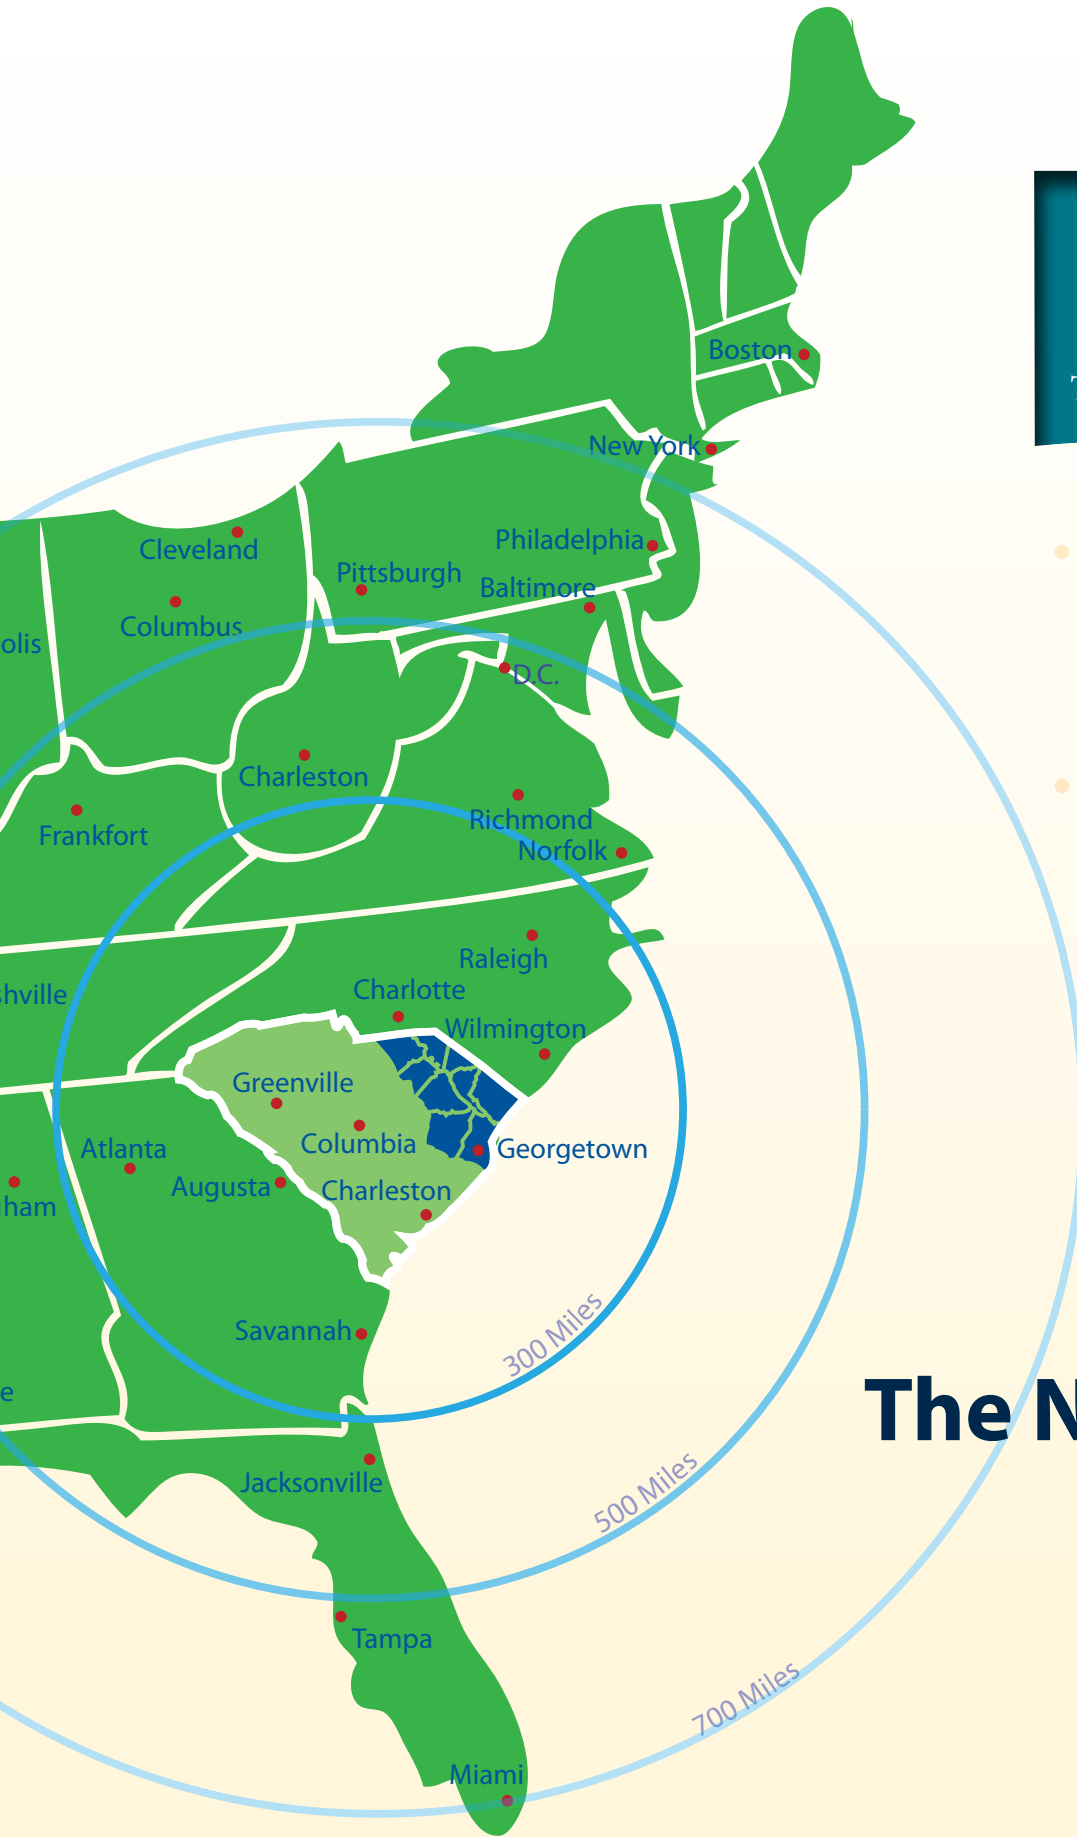 Boston
T
New York
Philadelphia
Cleveland
Pittsburgh
Baltimore
Columbus
olis
D.C.
Charleston
Frankfort
Richmond
Norfolk
Raleigh
shville
Charlotte
Wilmington
Greenville
Columbia
Georgetown
Atlanta
Augusta
Charleston
ham
Savannah
300 Miles
e
The N
Jacksonville
500 Miles
Tampa
700 Miles
Miami